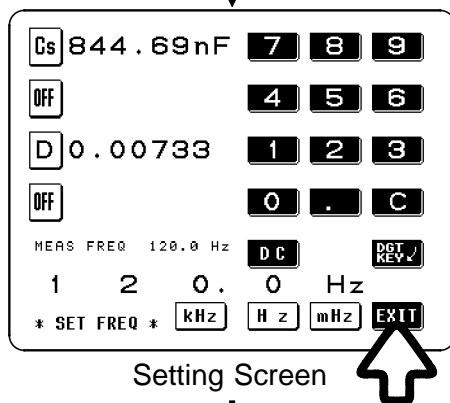 Cs 844.69nF 7 8 9
OFF 4 5 6
D 0.00733 1 2 3
OFF 0 . C
MEAS FREQ 120.0 Hz DC DGT KEY
1 2 0. 0 Hz
* SET FREQ * kHz Hz mHz EXIT
Setting Screen